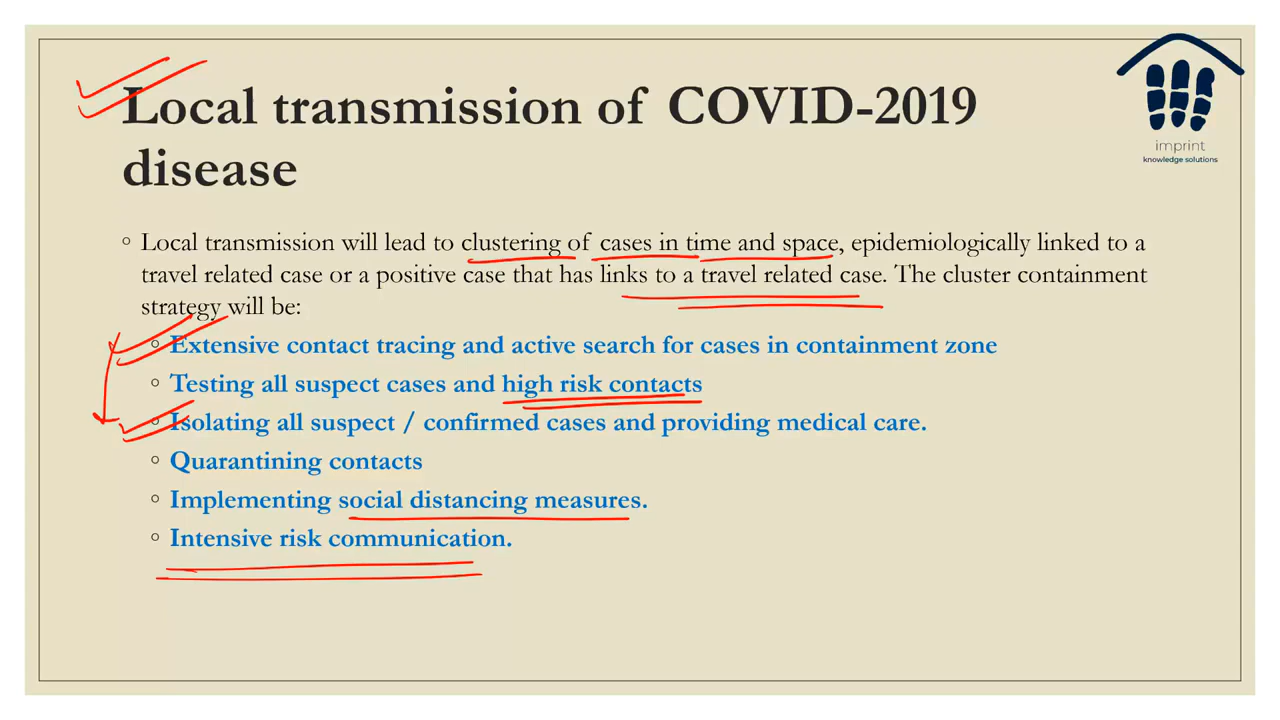 Local transmission of COVID-2019
disease
imprint
knowledge solutions
◦ Local transmission will lead to clustering of cases in time and space, epidemiologically linked to a
travel related case or a positive case that has links to a travel related case. The cluster containment
strategy will be:
◦ Extensive contact tracing and active search for cases in containment zone
◦ Testing all suspect cases and high risk contacts
◦ Isolating all suspect / confirmed cases and providing medical care.
◦ Quarantining contacts
◦ Implementing social distancing measures.
◦ Intensive risk communication.